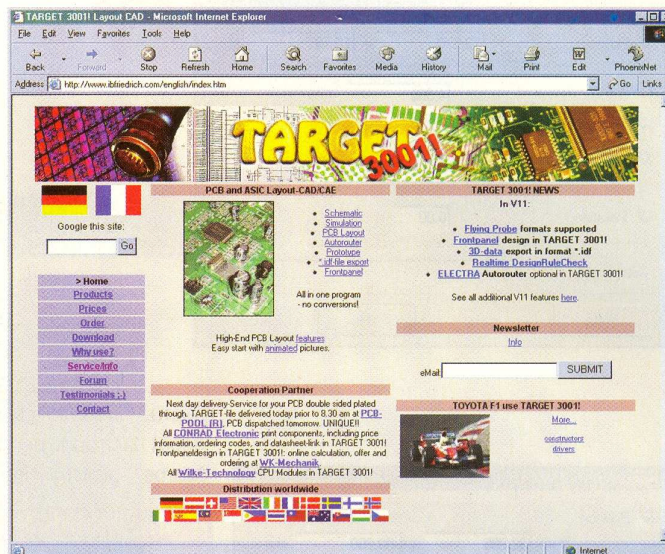 TARGET 3001! Layout CAD - Microsoft Internet Explorer
File Edit View Favorites Tools Help
Back Forward Stop Refresh Home Search Favorites Media History Mail Print Edit PhoenixNet
Address http://www.ibfriedrich.com/english/index.htm Go Links
TARGET 3001!
Google this site:
Go
> Home
Products
Prices
Order
Download
Why use?
Service/Info
Forum
Testimonials ;-)
Contact
PCB and ASIC Layout-CAD/CAE
Schematic
Simulation
PCB Layout
Autorouter
Prototype
*.idf-file export
Frontpanel
All in one program
- no conversions!
High-End PCB Layout features
Easy start with animated pictures.
Cooperation Partner
Next day delivery-Service for your PCB double sided plated
through. TARGET-file delivered today prior to 8.30 am at PCB-
POOL (R), PCB dispatched tomorrow. UNIQUE!!
All CONRAD Electronic print components, including price
information, ordering codes, and datasheet-link in TARGET 3001!
Frontpaneldesign in TARGET 3001!: online calculation, offer and
ordering at WK-Mechanik.
All Wilke-Technology CPU Modules in TARGET 3001!
Distribution worldwide
TARGET 3001! NEWS
In V11:
Flying Probe formats supported
Frontpanel design in TARGET 3001!
3D-data export in format *.idf
Realtime DesignRuleCheck
ELECTRA Autorouter optional in TARGET 3001!
See all additional V11 features here.
Newsletter
Info
eMail: SUBMIT
TOYOTA F1 use TARGET 3001!
More...
constructors
drivers
Internet